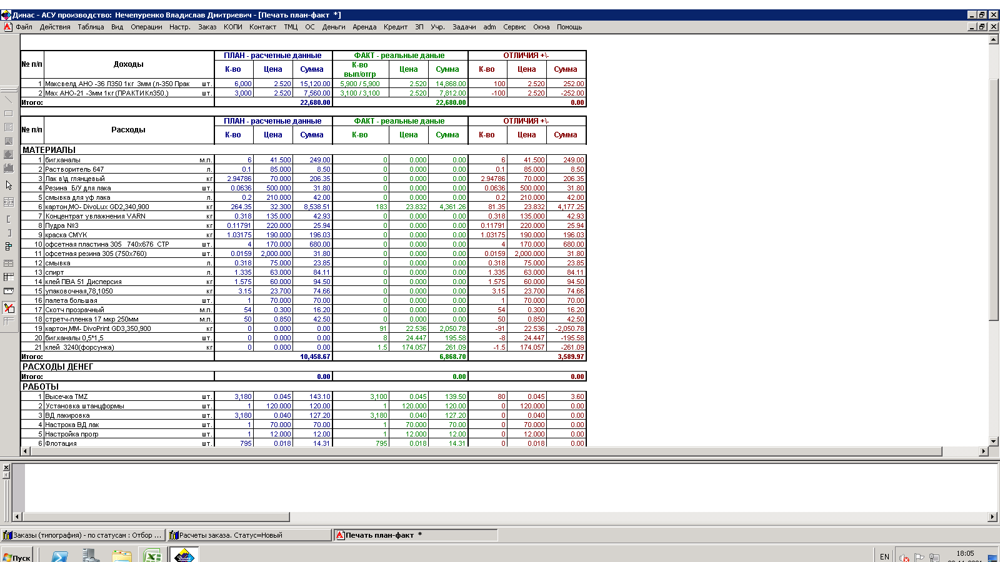 Динас - АСУ производство: Нечепуренко Владислав Дмитриевич - [Печать план-факт *]
Файл Действия Таблица Вид Операции Настр. Заказ КОПИ Контакт ТМЦ ОС Деньги Аренда Кредит ЗП Учр. Задачи adm Сервис Окна Помощь
№ п/п Доходы ПЛАН - расчетные данные ФАКТ - реальные даные ОТЛИЧИЯ +\-
К-во Цена Сумма К-во вып/отгр Цена Сумма К-во Цена Сумма
1 Максвелд АНО -36 Л350 1кг 3мм (л-350 Прак шт. 6,000 2.520 15,120.00 5,900 / 5,900 2.520 14,868.00 100 2.520 252.00
2 Мах АНО-21 -3мм 1кг (ПРАКТИКл350.) шт. 3,000 2.520 7,560.00 3,100 / 3,100 2.520 7,812.00 -100 2.520 -252.00
Итого: 22,680.00 22,680.00 0.00
№ п/п Расходы ПЛАН - расчетные данные ФАКТ - реальные даные ОТЛИЧИЯ +\-
К-во Цена Сумма К-во Цена Сумма К-во Цена Сумма
МАТЕРИАЛЫ
1 биг.каналы м.п. 6 41.500 249.00 0 0.000 0.00 6 41.500 249.00
2 Растворитель 647 л. 0.1 85.000 8.50 0 0.000 0.00 0.1 85.000 8.50
3 Лак в\д глянцевый кг 2.94786 70.000 206.35 0 0.000 0.00 2.94786 70.000 206.35
4 Резина Б/У для лака шт. 0.0636 500.000 31.80 0 0.000 0.00 0.0636 500.000 31.80
5 смывка для уф лака л. 0.2 210.000 42.00 0 0.000 0.00 0.2 210.000 42.00
6 картон,МО- DivoLux GD2,340,900 кг 264.35 32.300 8,538.51 183 23.832 4,361.26 81.35 23.832 4,177.25
7 Концентрат увлажнения VARN кг 0.318 135.000 42.93 0 0.000 0.00 0.318 135.000 42.93
8 Пудра №3 кг 0.11791 220.000 25.94 0 0.000 0.00 0.11791 220.000 25.94
9 краска CMYK кг 1.03175 190.000 196.03 0 0.000 0.00 1.03175 190.000 196.03
10 офсетная пластина 305 740x676 CTP шт. 4 170.000 680.00 0 0.000 0.00 4 170.000 680.00
11 офсетная резина 305 (750x760) шт. 0.0159 2,000.000 31.80 0 0.000 0.00 0.0159 2,000.000 31.80
12 смывка л. 0.318 75.000 23.85 0 0.000 0.00 0.318 75.000 23.85
13 спирт л. 1.335 63.000 84.11 0 0.000 0.00 1.335 63.000 84.11
14 клей ПВА 51 Дисперсия кг 1.575 60.000 94.50 0 0.000 0.00 1.575 60.000 94.50
15 упаковочная,78,1050 кг 3.15 23.700 74.66 0 0.000 0.00 3.15 23.700 74.66
16 палета большая шт. 1 70.000 70.00 0 0.000 0.00 1 70.000 70.00
17 Скотч прозрачный м.п. 54 0.300 16.20 0 0.000 0.00 54 0.300 16.20
18 стретч-пленка 17 мкр 250мм м.п. 50 0.850 42.50 0 0.000 0.00 50 0.850 42.50
19 картон,ММ- DivoPrint GD3,350,900 кг 0 0.000 0.00 91 22.536 2,050.78 -91 22.536 -2,050.78
20 биг.каналы 0,5*1,5 шт. 0 0.000 0.00 8 24.447 195.58 -8 24.447 -195.58
21 клей 3240(форсунка) кг 0 0.000 0.00 1.5 174.057 261.09 -1.5 174.057 -261.09
Итого: 10,458.67 6,868.70 3,589.97
РАСХОДЫ ДЕНЕГ
Итого: 0.00 0.00 0.00
РАБОТЫ
1 Высечка TMZ шт. 3,180 0.045 143.10 3,100 0.045 139.50 80 0.045 3.60
2 Установка штанцформы шт. 1 120.000 120.00 1 120.000 120.00 0 120.000 0.00
3 ВД лакировка шт. 3,180 0.040 127.20 3,180 0.040 127.20 0 0.040 0.00
4 Настрока ВД лак шт. 1 70.000 70.00 1 70.000 70.00 0 70.000 0.00
5 Настройка прогр шт. 1 12.000 12.00 1 12.000 12.00 0 12.000 0.00
6 Флотация шт. 795 0.018 14.31 795 0.018 14.31 0 0.018 0.00
Заказы (типография) - по статусам : Отбор ... Расчеты заказа. Статус=Новый Печать план-факт *
Пуск EN 18:05